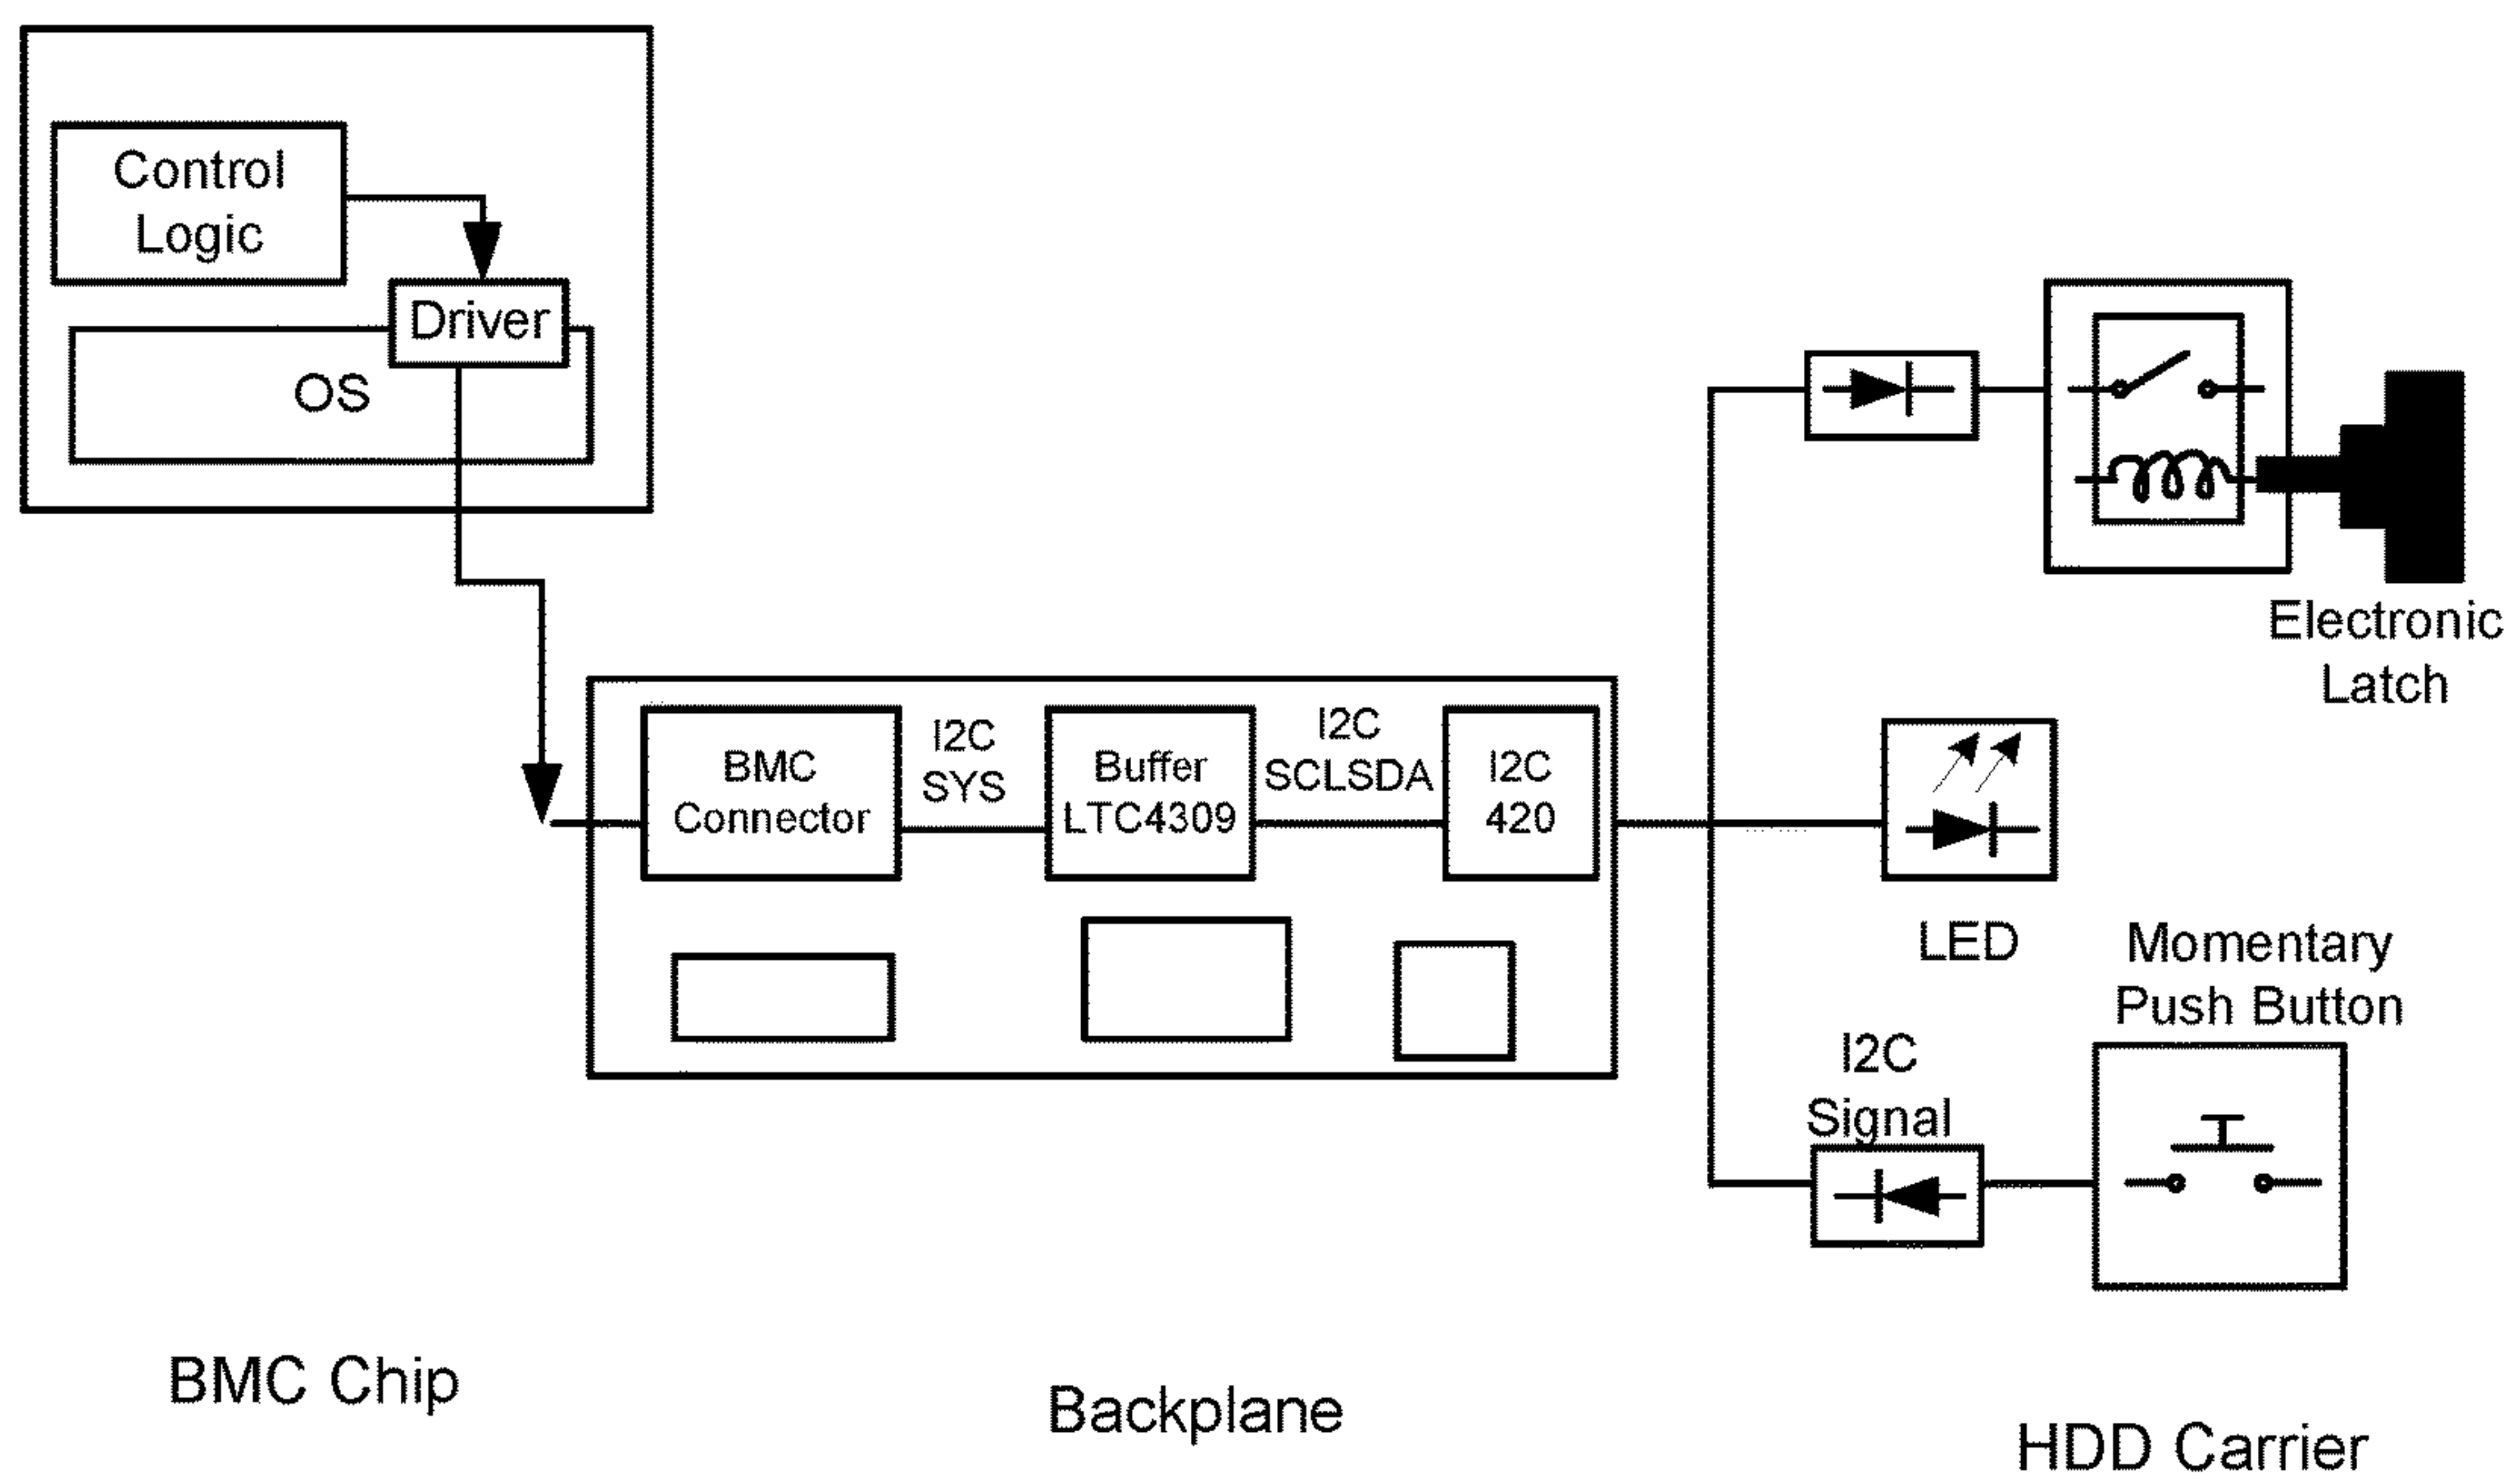 Control
Logic
Driver
OS
Electronic
Latch
BMC
Connector
I2C
SYS
Buffer
LTC4309
I2C
SCLSDA
I2C
420
LED
Momentary
Push Button
I2C
Signal
BMC Chip
Backplane
HDD Carrier